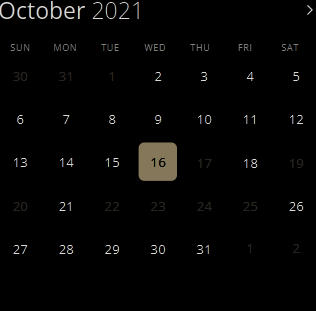 October 2021
SUN MON TUE WED THU FRI SAT
30 31 1 2 3 4 5
6 7 8 9 10 11 12
13 14 15 16 17 18 19
20 21 22 23 24 25 26
27 28 29 30 31 1 2